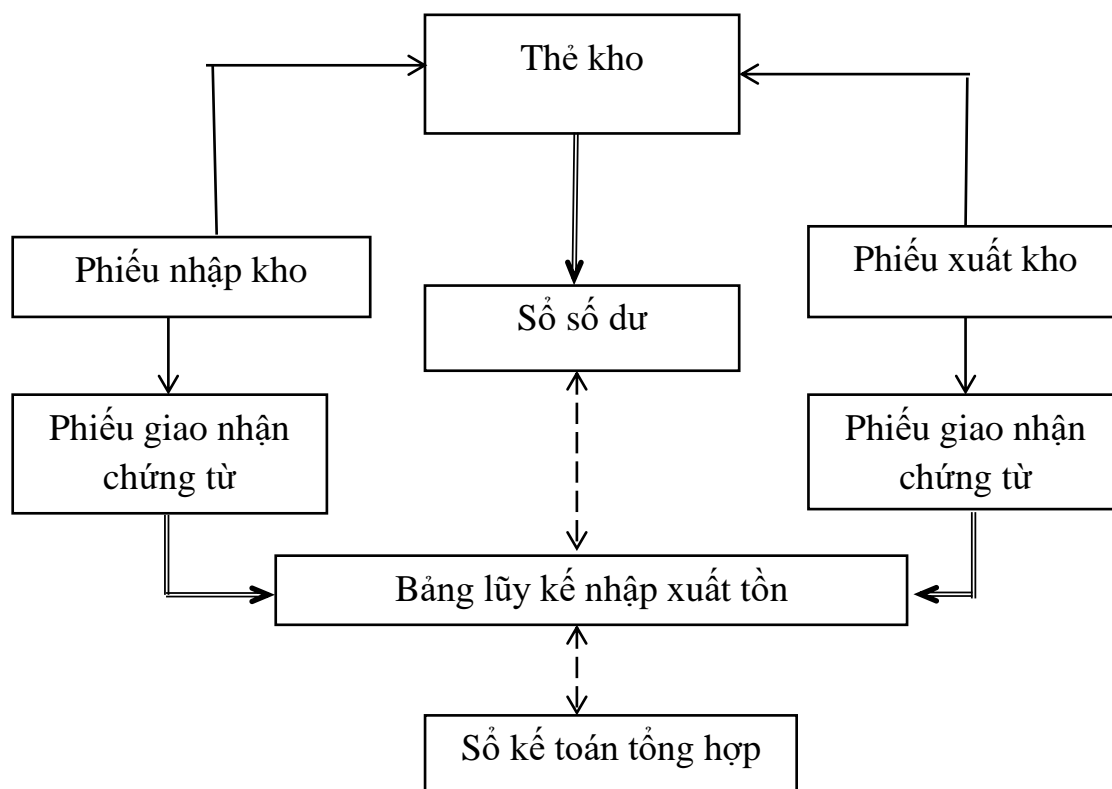 Thẻ kho
Phiếu nhập kho
Phiếu xuất kho
Sổ số dư
Phiếu giao nhận
chứng từ
Phiếu giao nhận
chứng từ
Bảng lũy kế nhập xuất tồn
Sổ kế toán tổng hợp